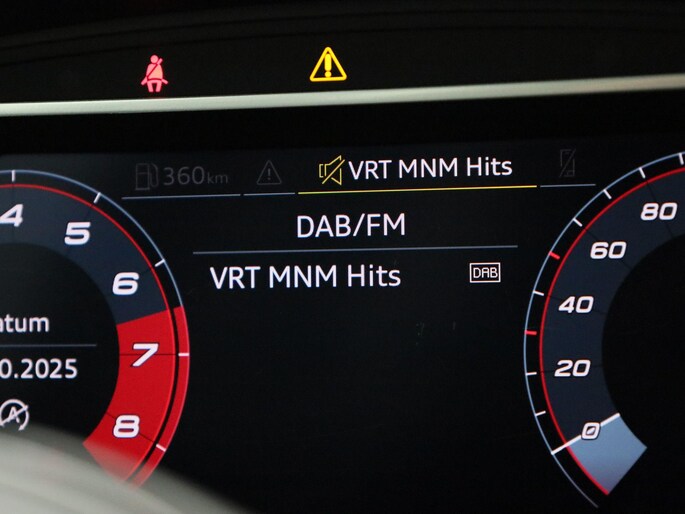 360km
VRT MNM Hits
DAB/FM
VRT MNM Hits
DAB
4
5
6
7
8
atum
0.2025
A
80
60
40
20
0